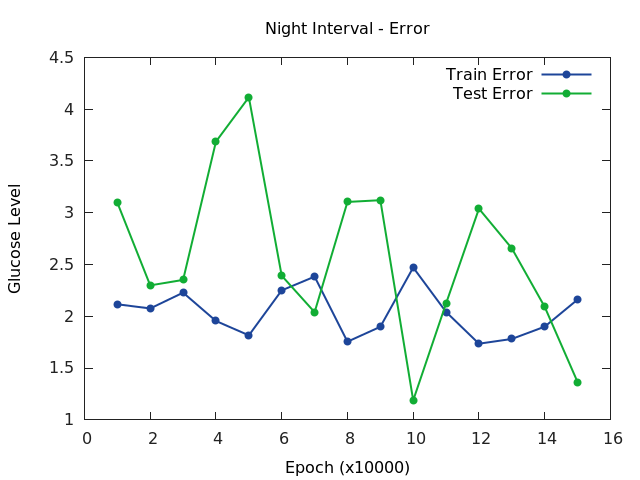 Night Interval - Error
Train Error
Test Error
4.5
4
3.5
3
2.5
2
1.5
1
Glucose Level
0 2 4 6 8 10 12 14 16
Epoch (x10000)